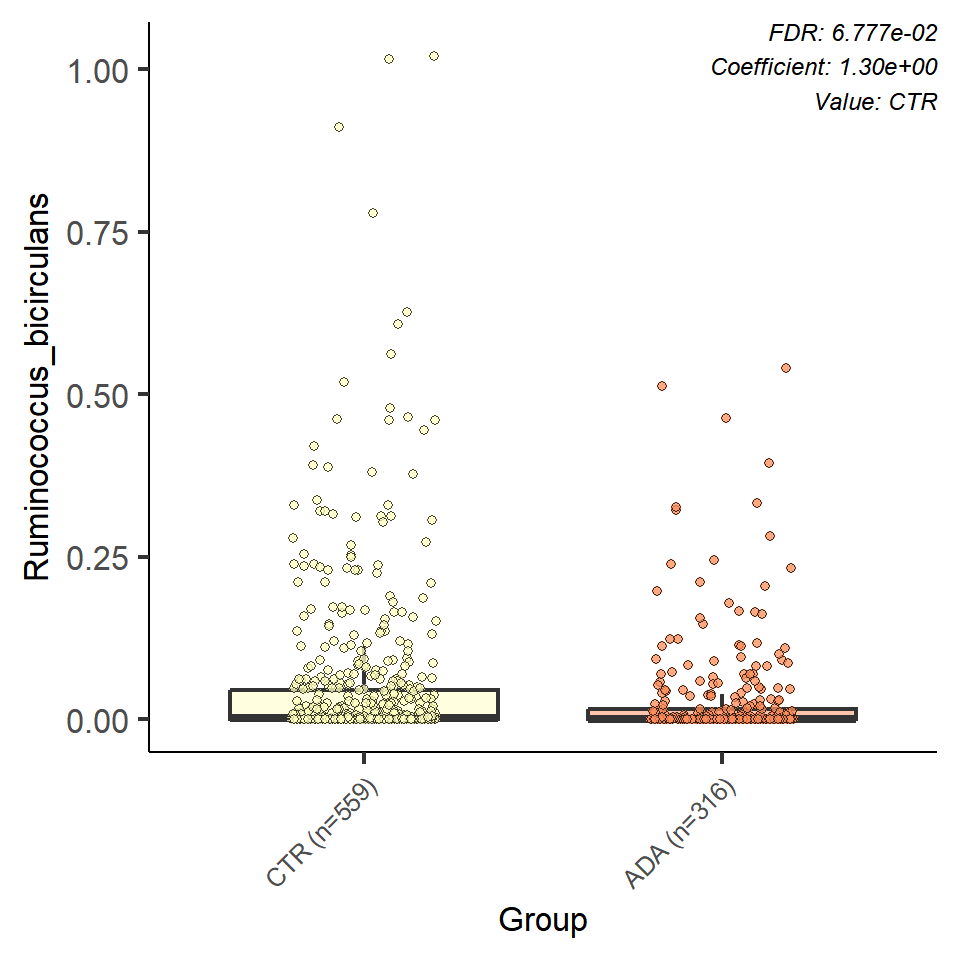 FDR: 6.777e-02
Coefficient: 1.30e+00
Value: CTR
1.00
0.75
0.50
0.25
0.00
Ruminococcus_bicirculans
CTR (n=559)
ADA (n=316)
Group